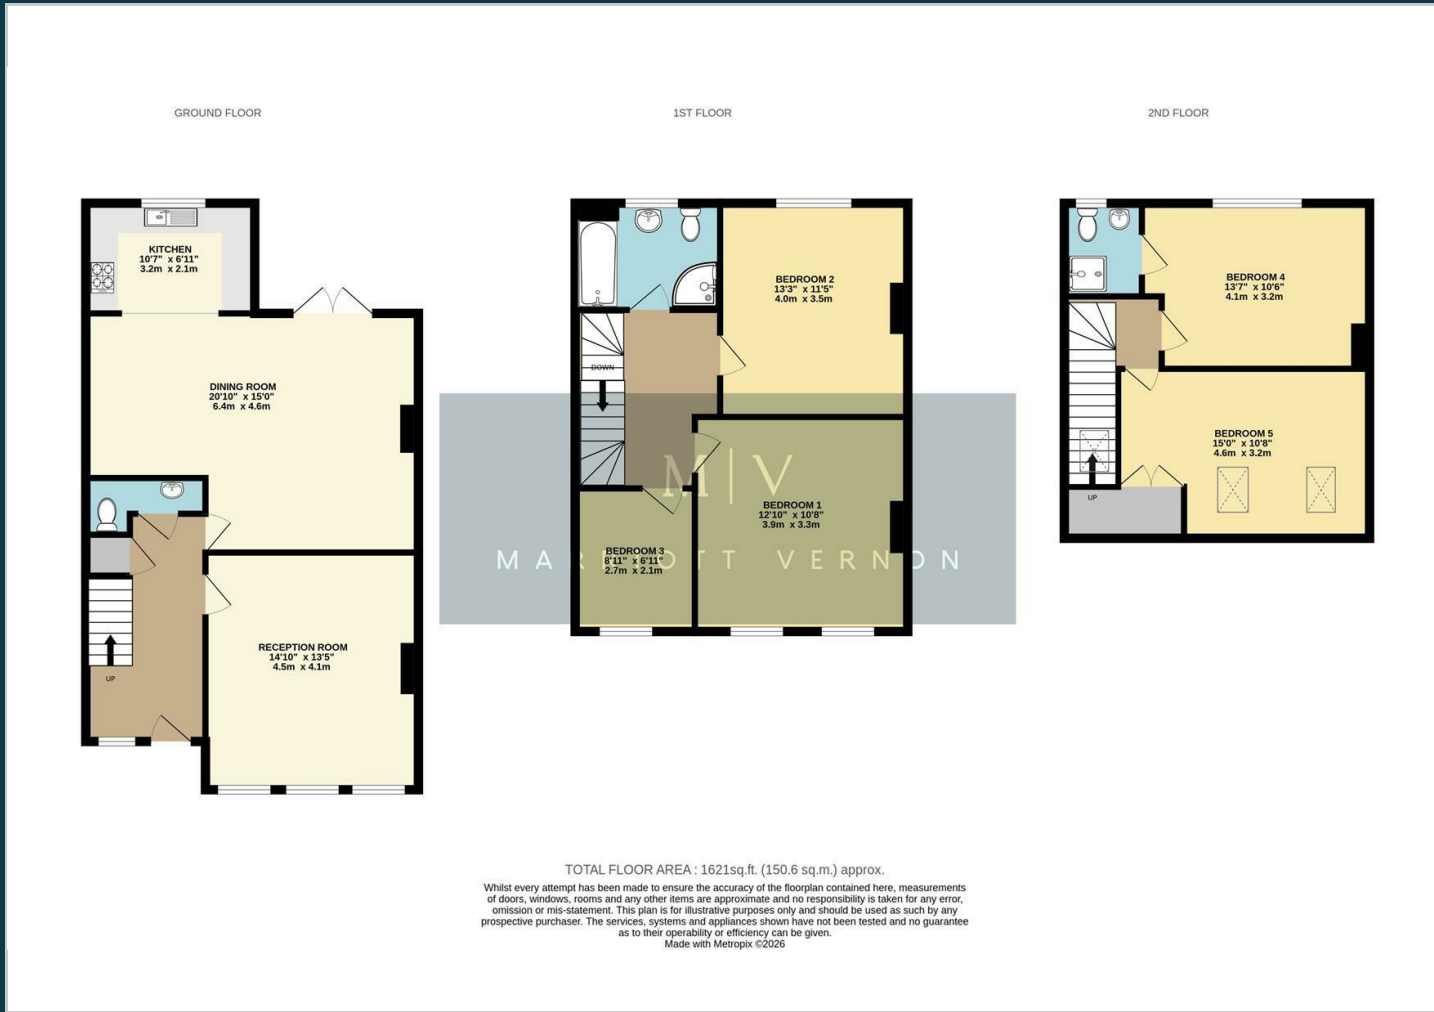 GROUND FLOOR
1ST FLOOR
2ND FLOOR
KITCHEN
10'7" x 6'11"
3.2m x 2.1m
DINING ROOM
20'10" x 15'0"
6.4m x 4.6m
RECEPTION ROOM
14'10" x 13'5"
4.5m x 4.1m
UP
BEDROOM 2
13'3" x 11'5"
4.0m x 3.5m
DOWN
BEDROOM 1
12'10" x 10'8"
3.9m x 3.3m
BEDROOM 3
8'11" x 6'11"
2.7m x 2.1m
M|V
MARRIOTT VERNON
BEDROOM 4
13'7" x 10'6"
4.1m x 3.2m
BEDROOM 5
15'0" x 10'8"
4.6m x 3.2m
UP
TOTAL FLOOR AREA : 1621sq.ft. (150.6 sq.m.) approx.
Whilst every attempt has been made to ensure the accuracy of the floorplan contained here, measurements
of doors, windows, rooms and any other items are approximate and no responsibility is taken for any error,
omission or mis-statement. This plan is for illustrative purposes only and should be used as such by any
prospective purchaser. The services, systems and appliances shown have not been tested and no guarantee
as to their operability or efficiency can be given.
Made with Metropix ©2026